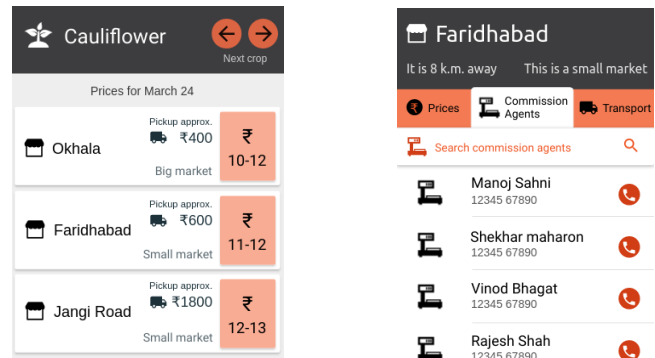 Cauliflower
Next crop
Prices for March 24
Okhala
Pickup approx.
₹400
Big market
₹
10-12
Faridhabad
Pickup approx.
₹600
Small market
₹
11-12
Jangi Road
Pickup approx.
₹1800
Small market
₹
12-13
Faridhabad
It is 8 k.m. away This is a small market
₹ Prices
Commission
Agents
Transport
Search commission agents
Manoj Sahni
12345 67890
Shekhar maharon
12345 67890
Vinod Bhagat
12345 67890
Rajesh Shah
12345 67890